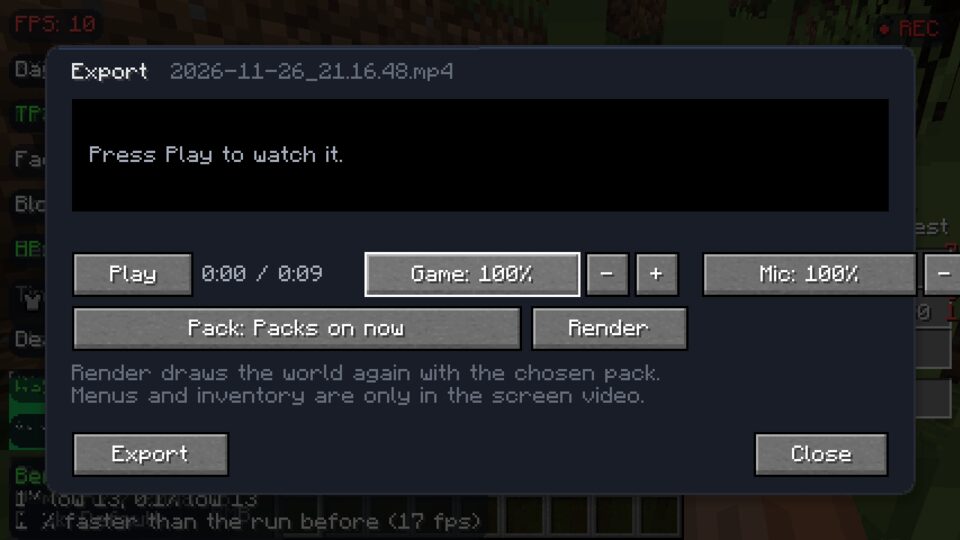 FPS: 10
REC
Export 2026-11-26_21.16.48.mp4
Press Play to watch it.
Play 0:00 / 0:09 Game: 100% - + Mic: 100% -
Pack: Packs on now Render
Render draws the world again with the chosen pack.
Menus and inventory are only in the screen video.
Export Close
faster than the run before (17 fps)